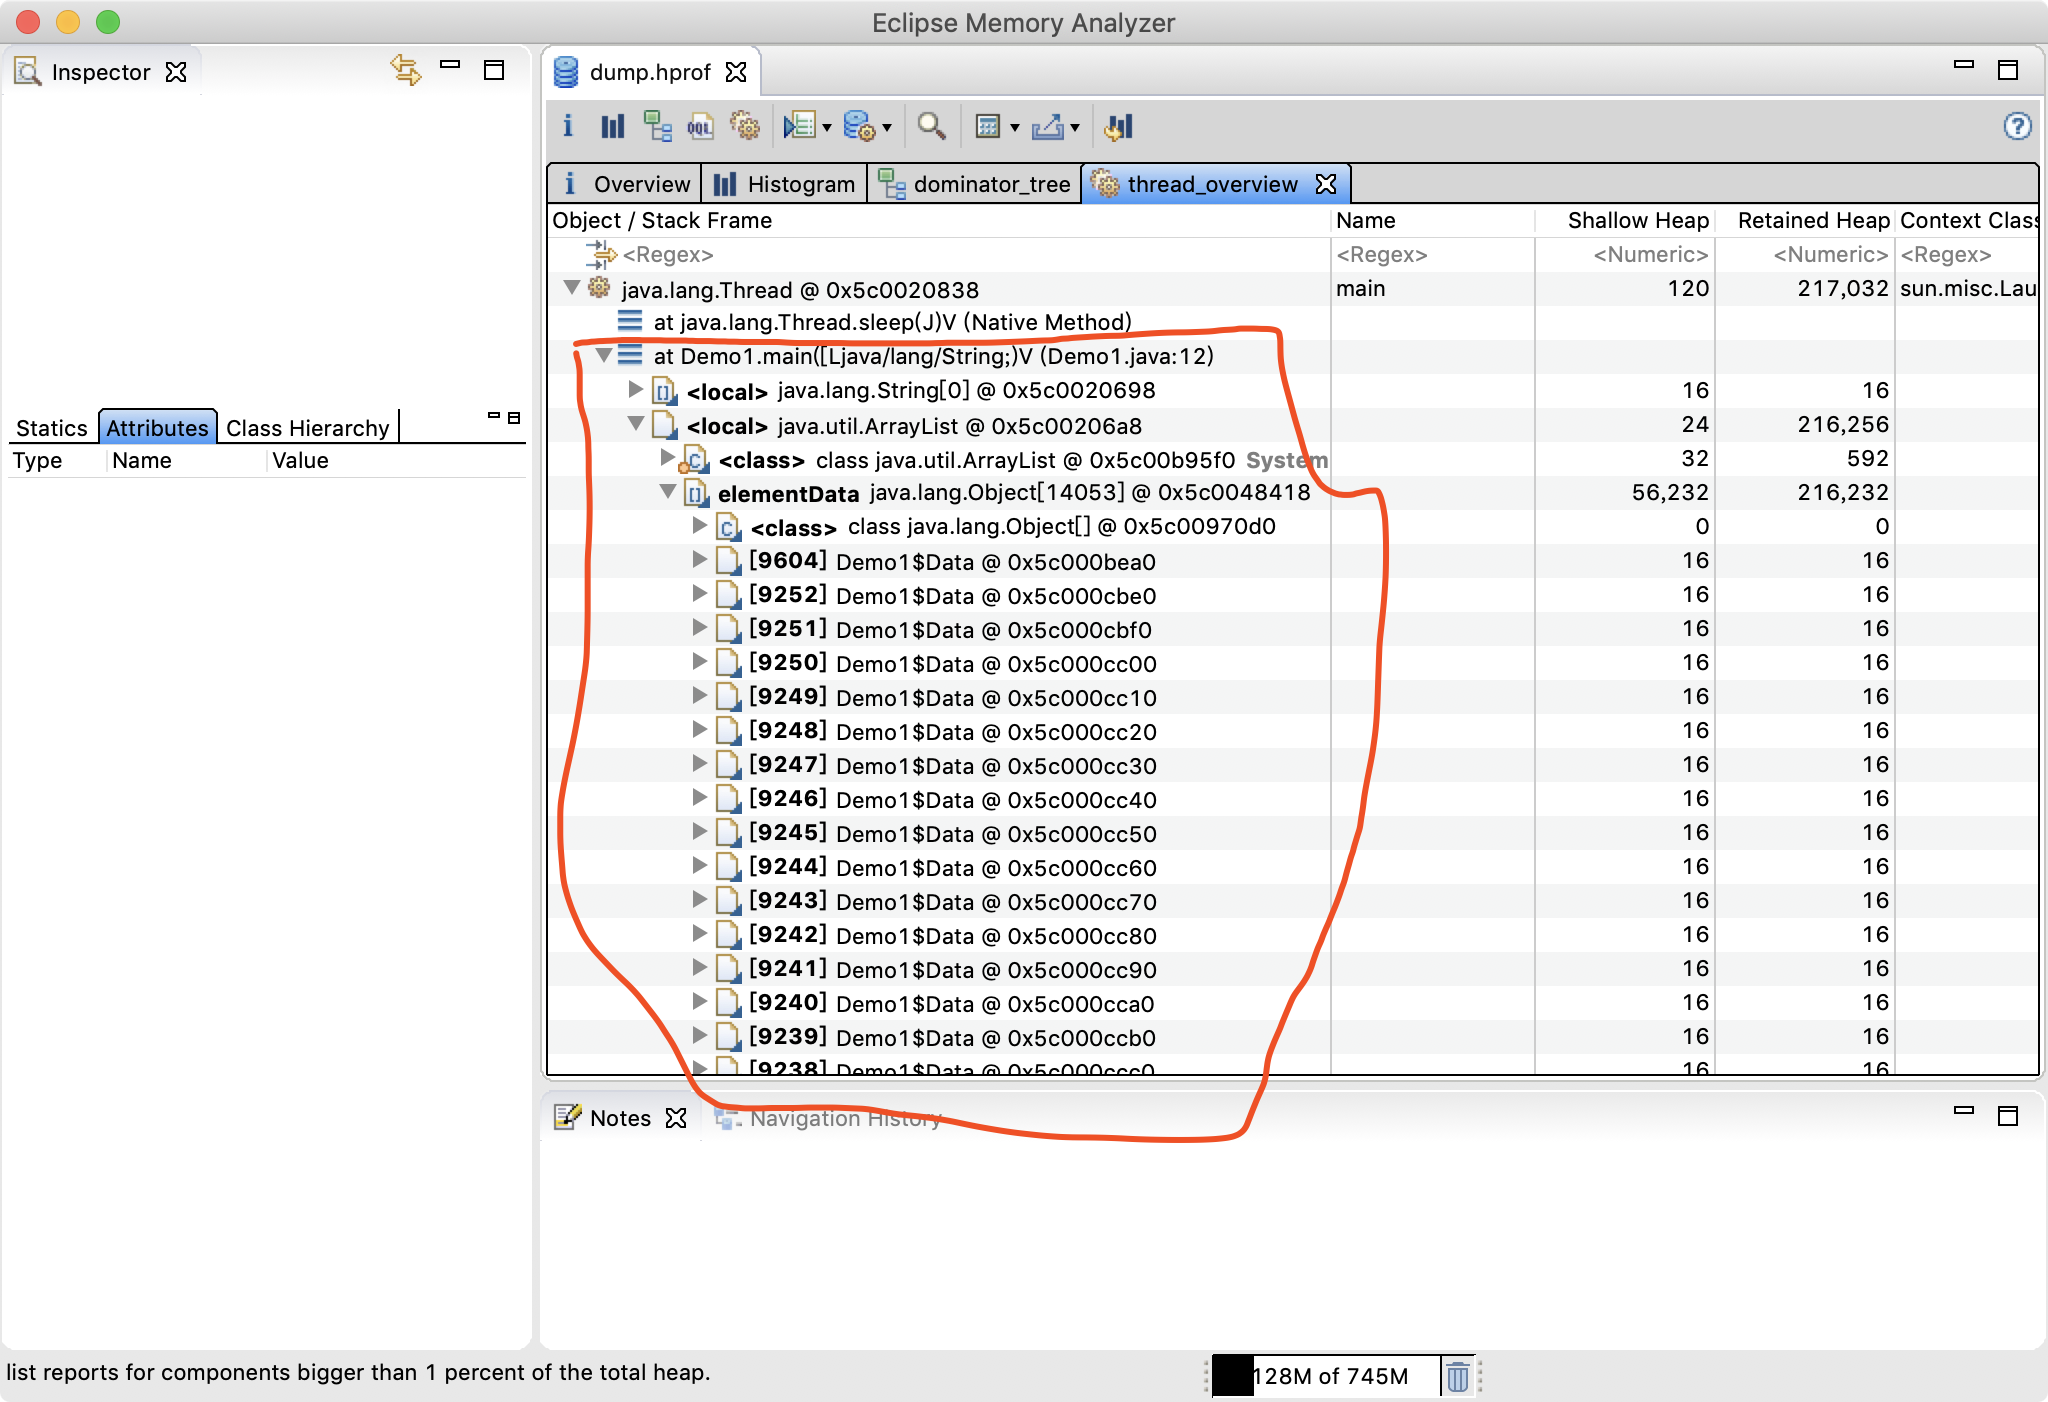 Eclipse Memory Analyzer
Inspector
Statics Attributes Class Hierarchy
Type Name Value
dump.hprof
i OQL ?
i Overview Histogram dominator_tree thread_overview
Object / Stack Frame Name Shallow Heap Retained Heap Context Class
<Regex> <Regex> <Numeric> <Numeric> <Regex>
java.lang.Thread @ 0x5c0020838 main 120 217,032 sun.misc.Lau
at java.lang.Thread.sleep(J)V (Native Method)
at Demo1.main([Ljava/lang/String;)V (Demo1.java:12)
<local> java.lang.String[0] @ 0x5c0020698 16 16
<local> java.util.ArrayList @ 0x5c00206a8 24 216,256
<class> class java.util.ArrayList @ 0x5c00b95f0 System 32 592
elementData java.lang.Object[14053] @ 0x5c0048418 56,232 216,232
<class> class java.lang.Object[] @ 0x5c00970d0 0 0
[9604] Demo1$Data @ 0x5c000bea0 16 16
[9252] Demo1$Data @ 0x5c000cbe0 16 16
[9251] Demo1$Data @ 0x5c000cbf0 16 16
[9250] Demo1$Data @ 0x5c000cc00 16 16
[9249] Demo1$Data @ 0x5c000cc10 16 16
[9248] Demo1$Data @ 0x5c000cc20 16 16
[9247] Demo1$Data @ 0x5c000cc30 16 16
[9246] Demo1$Data @ 0x5c000cc40 16 16
[9245] Demo1$Data @ 0x5c000cc50 16 16
[9244] Demo1$Data @ 0x5c000cc60 16 16
[9243] Demo1$Data @ 0x5c000cc70 16 16
[9242] Demo1$Data @ 0x5c000cc80 16 16
[9241] Demo1$Data @ 0x5c000cc90 16 16
[9240] Demo1$Data @ 0x5c000cca0 16 16
[9239] Demo1$Data @ 0x5c000ccb0 16 16
[9238] Demo1$Data @ 0x5c000ccc0 16 16
Notes Navigation History
list reports for components bigger than 1 percent of the total heap.
128M of 745M